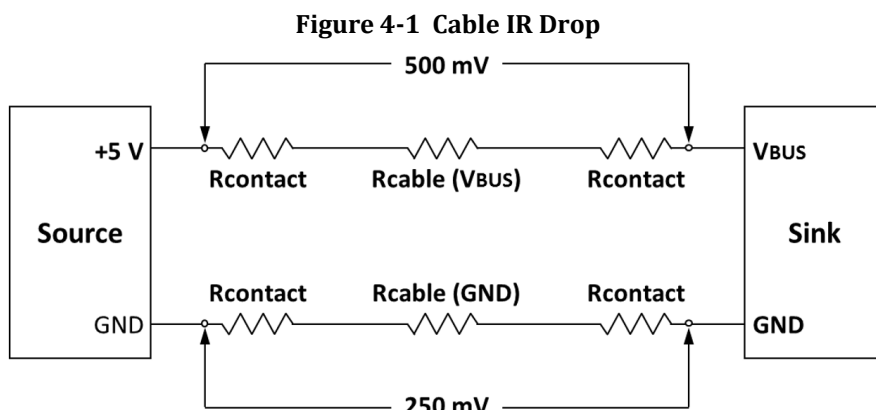 Figure 4-1 Cable IR Drop
500 mV
+5 V
VBUS
Rcontact
Rcable (VBUS)
Rcontact
Source
Sink
Rcontact
Rcable (GND)
Rcontact
GND
GND
250 mV